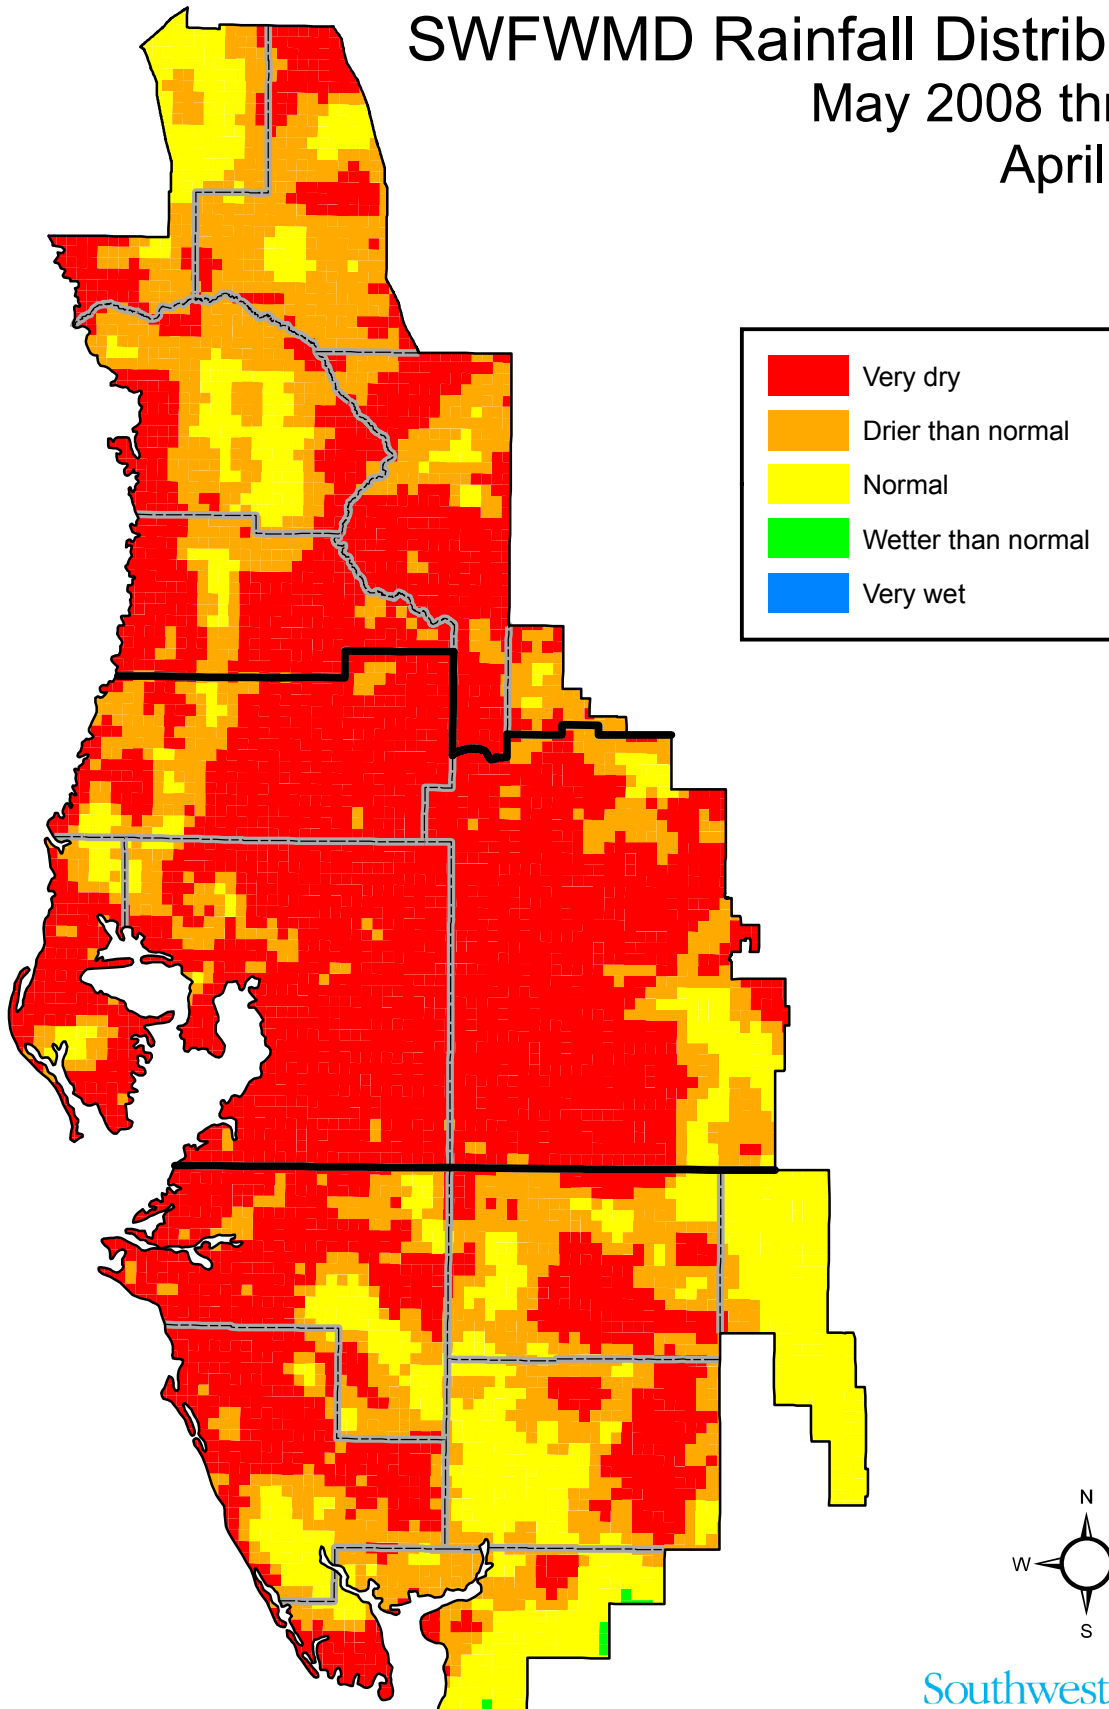 SWFWMD Rainfall Distrib
May 2008 thr
April
Very dry
Drier than normal
Normal
Wetter than normal
Very wet
N
W
S
Southwest